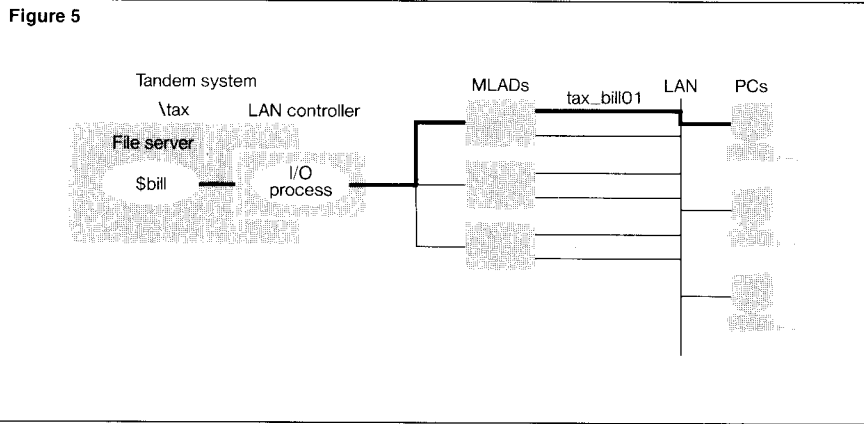 Figure 5
Tandem system
\tax
LAN controller
MLADs
tax_bill01
LAN
PCs
File server
$bill
I/O
process